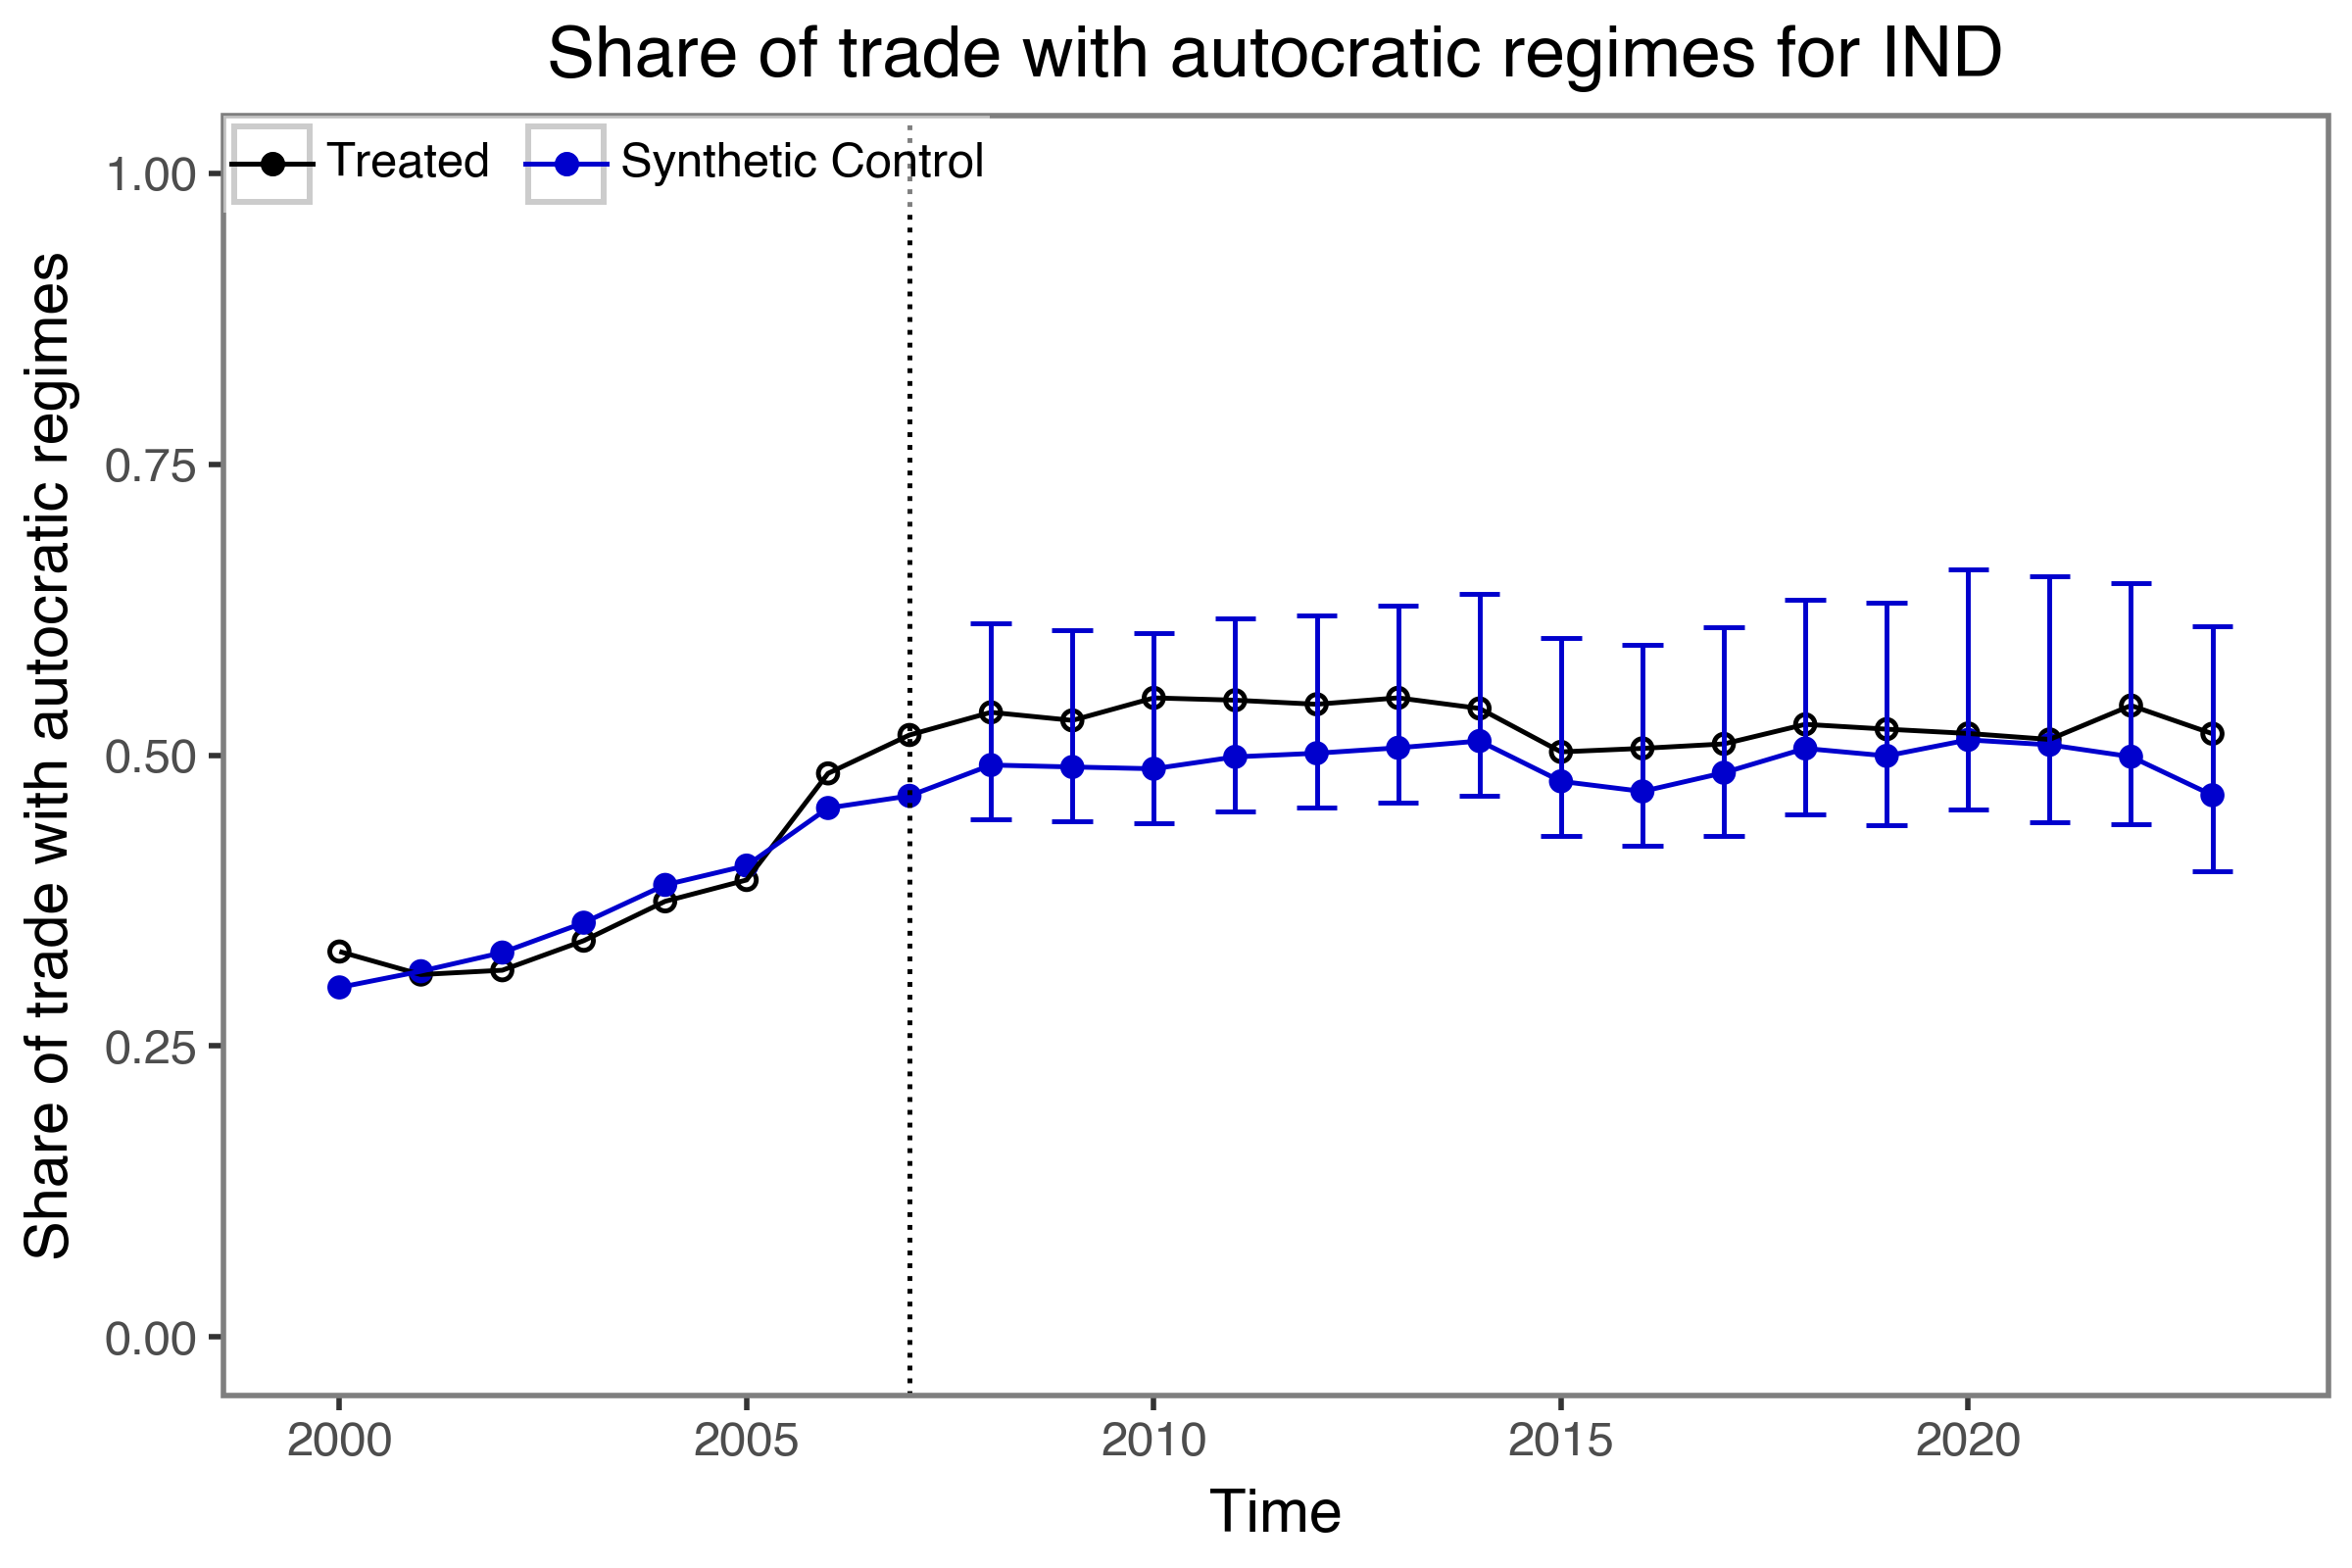 Share of trade with autocratic regimes for IND
Treated
Synthetic Control
Share of trade with autocratic regimes
1.00
0.75
0.50
0.25
0.00
2000
2005
2010
2015
2020
Time